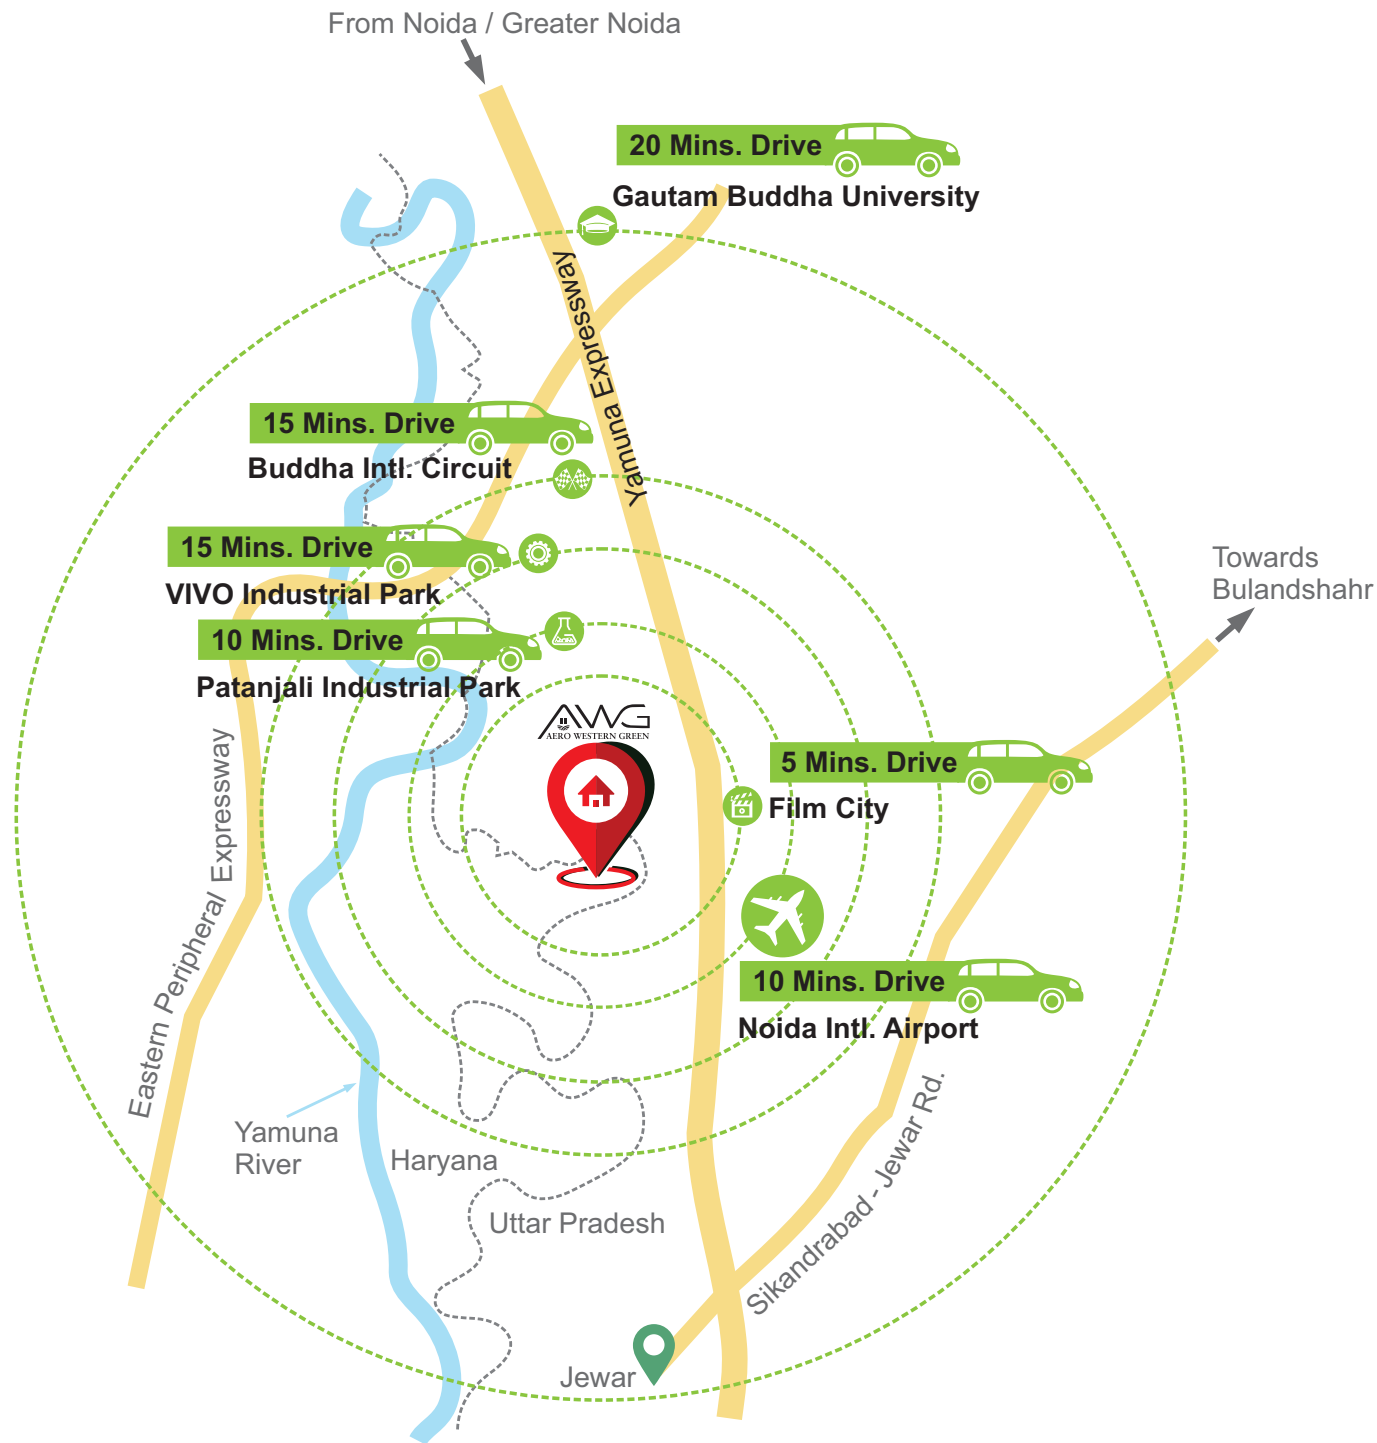 From Noida / Greater Noida
20 Mins. Drive
Gautam Buddha University
Yamuna Expressway
15 Mins. Drive
Buddha Intl. Circuit
15 Mins. Drive
VIVO Industrial Park
Towards
Bulandshahr
10 Mins. Drive
Patanjali Industrial Park
AWG
AERO WESTERN GREEN
5 Mins. Drive
Film City
Eastern Peripheral Expressway
10 Mins. Drive
Noida Intl. Airport
Yamuna
River
Haryana
Uttar Pradesh
Sikandrabad - Jewar Rd.
Jewar